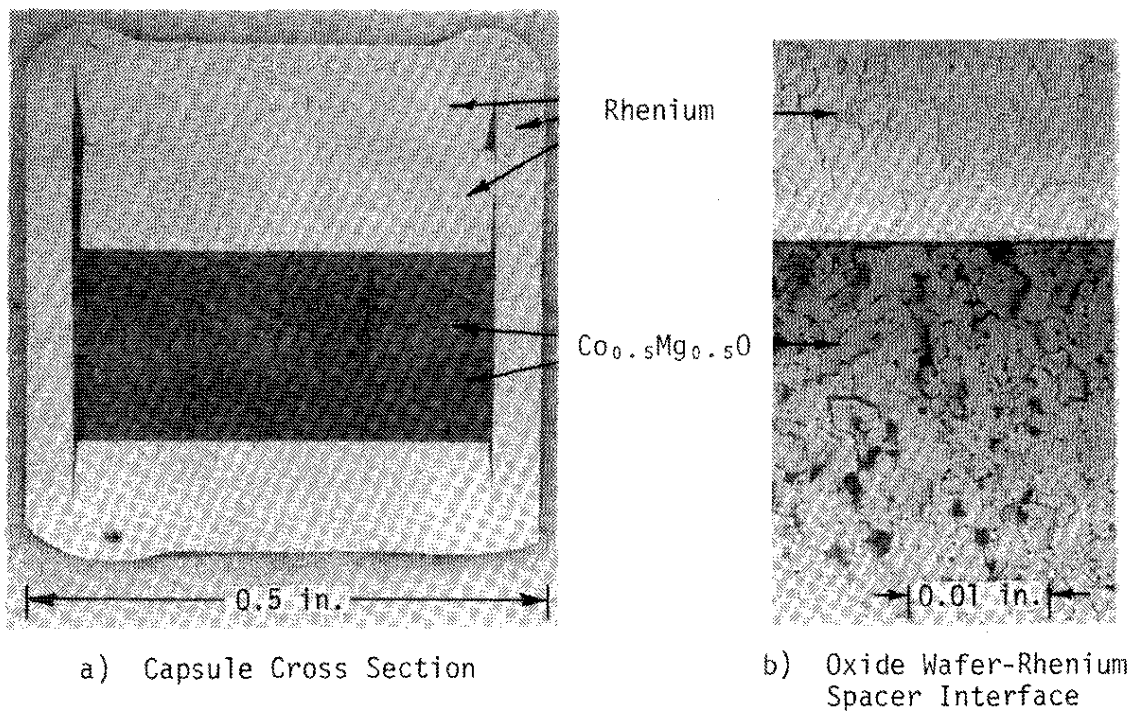 Rhenium
Co₀.₅Mg₀.₅O
0.5 in.
0.01 in.
a) Capsule Cross Section
b) Oxide Wafer-Rhenium
Spacer Interface